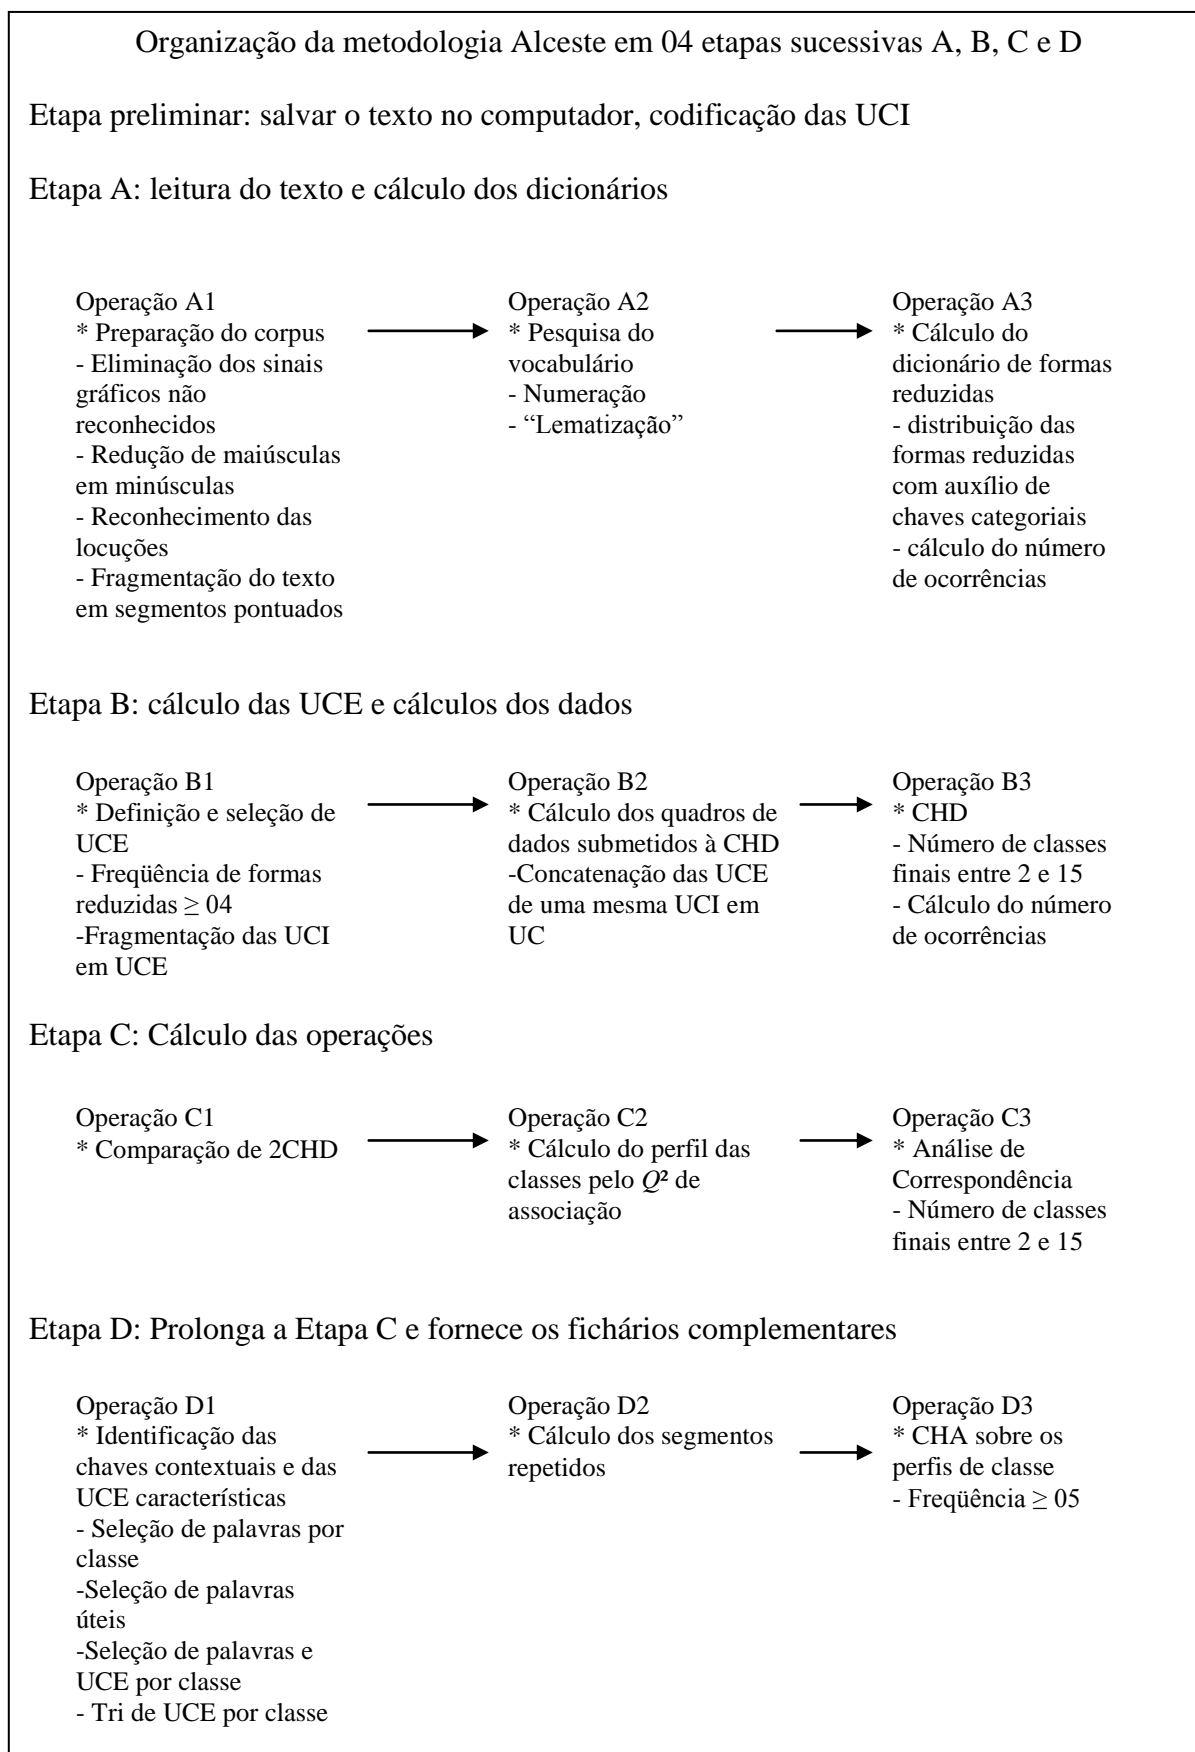 Organização da metodologia Alceste em 04 etapas sucessivas A, B, C e D
Etapa preliminar: salvar o texto no computador, codificação das UCI
Etapa A: leitura do texto e cálculo dos dicionários
Operação A1
* Preparação do corpus
- Eliminação dos sinais
gráficos não
reconhecidos
- Redução de maiúsculas
em minúsculas
- Reconhecimento das
locuções
- Fragmentação do texto
em segmentos pontuados
Operação A2
* Pesquisa do
vocabulário
- Numeração
- “Lematização”
Operação A3
* Cálculo do
dicionário de formas
reduzidas
- distribuição das
formas reduzidas
com auxílio de
chaves categoriais
- cálculo do número
de ocorrências
Etapa B: cálculo das UCE e cálculos dos dados
Operação B1
* Definição e seleção de
UCE
- Freqüência de formas
reduzidas ≥ 04
-Fragmentação das UCI
em UCE
Operação B2
* Cálculo dos quadros de
dados submetidos à CHD
-Concatenação das UCE
de uma mesma UCI em
UC
Operação B3
* CHD
- Número de classes
finais entre 2 e 15
- Cálculo do número
de ocorrências
Etapa C: Cálculo das operações
Operação C1
* Comparação de 2CHD
Operação C2
* Cálculo do perfil das
classes pelo Q² de
associação
Operação C3
* Análise de
Correspondência
- Número de classes
finais entre 2 e 15
Etapa D: Prolonga a Etapa C e fornece os fichários complementares
Operação D1
* Identificação das
chaves contextuais e das
UCE características
- Seleção de palavras por
classe
-Seleção de palavras
úteis
-Seleção de palavras e
UCE por classe
- Tri de UCE por classe
Operação D2
* Cálculo dos segmentos
repetidos
Operação D3
* CHA sobre os
perfis de classe
- Freqüência ≥ 05